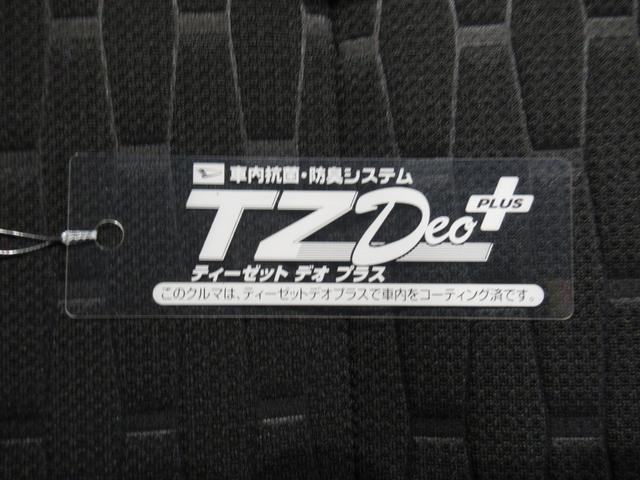 車内抗菌・防臭システム
TZ Deo PLUS
ティーゼット デオ プラス
このクルマは、ティーゼットデオプラスで車内をコーティング済です。